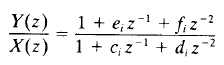 Y(z)/X(z) = (1 + e_i z^{-1} + f_i z^{-2})/(1 + c_i z^{-1} + d_i z^{-2})